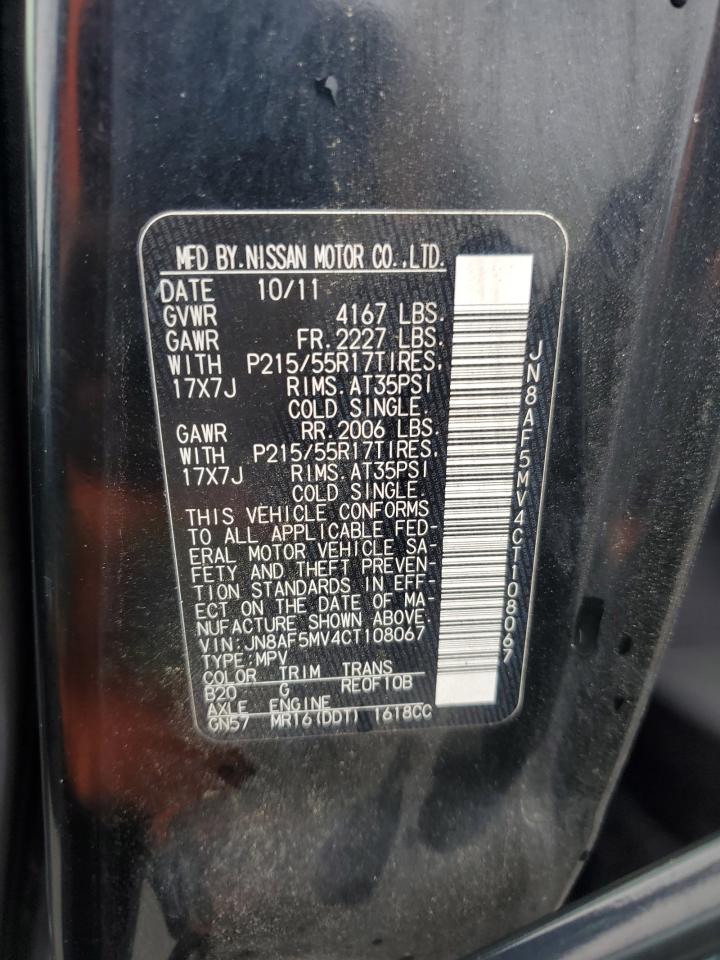 MFD BY.NISSAN MOTOR CO.,LTD.
DATE 10/11
GVWR 4167 LBS.
GAWR FR.2227 LBS.
WITH P215/55R17TIRES,
17X7J RIMS.AT35PSI
COLD SINGLE.
GAWR RR.2006 LBS.
WITH P215/55R17TIRES,
17X7J RIMS.AT35PSI
COLD SINGLE.
THIS VEHICLE CONFORMS
TO ALL APPLICABLE FED-
ERAL MOTOR VEHICLE SA-
FETY AND THEFT PREVEN-
TION STANDARDS IN EFF-
ECT ON THE DATE OF MA-
NUFACTURE SHOWN ABOVE.
VIN:JN8AF5MV4CT108067
TYPE:MPV
COLOR TRIM TRANS
B20 G RE0F10B
AXLE ENGINE
GN57 MR16(DDT) 1618CC
JN8AF5MV4CT108067